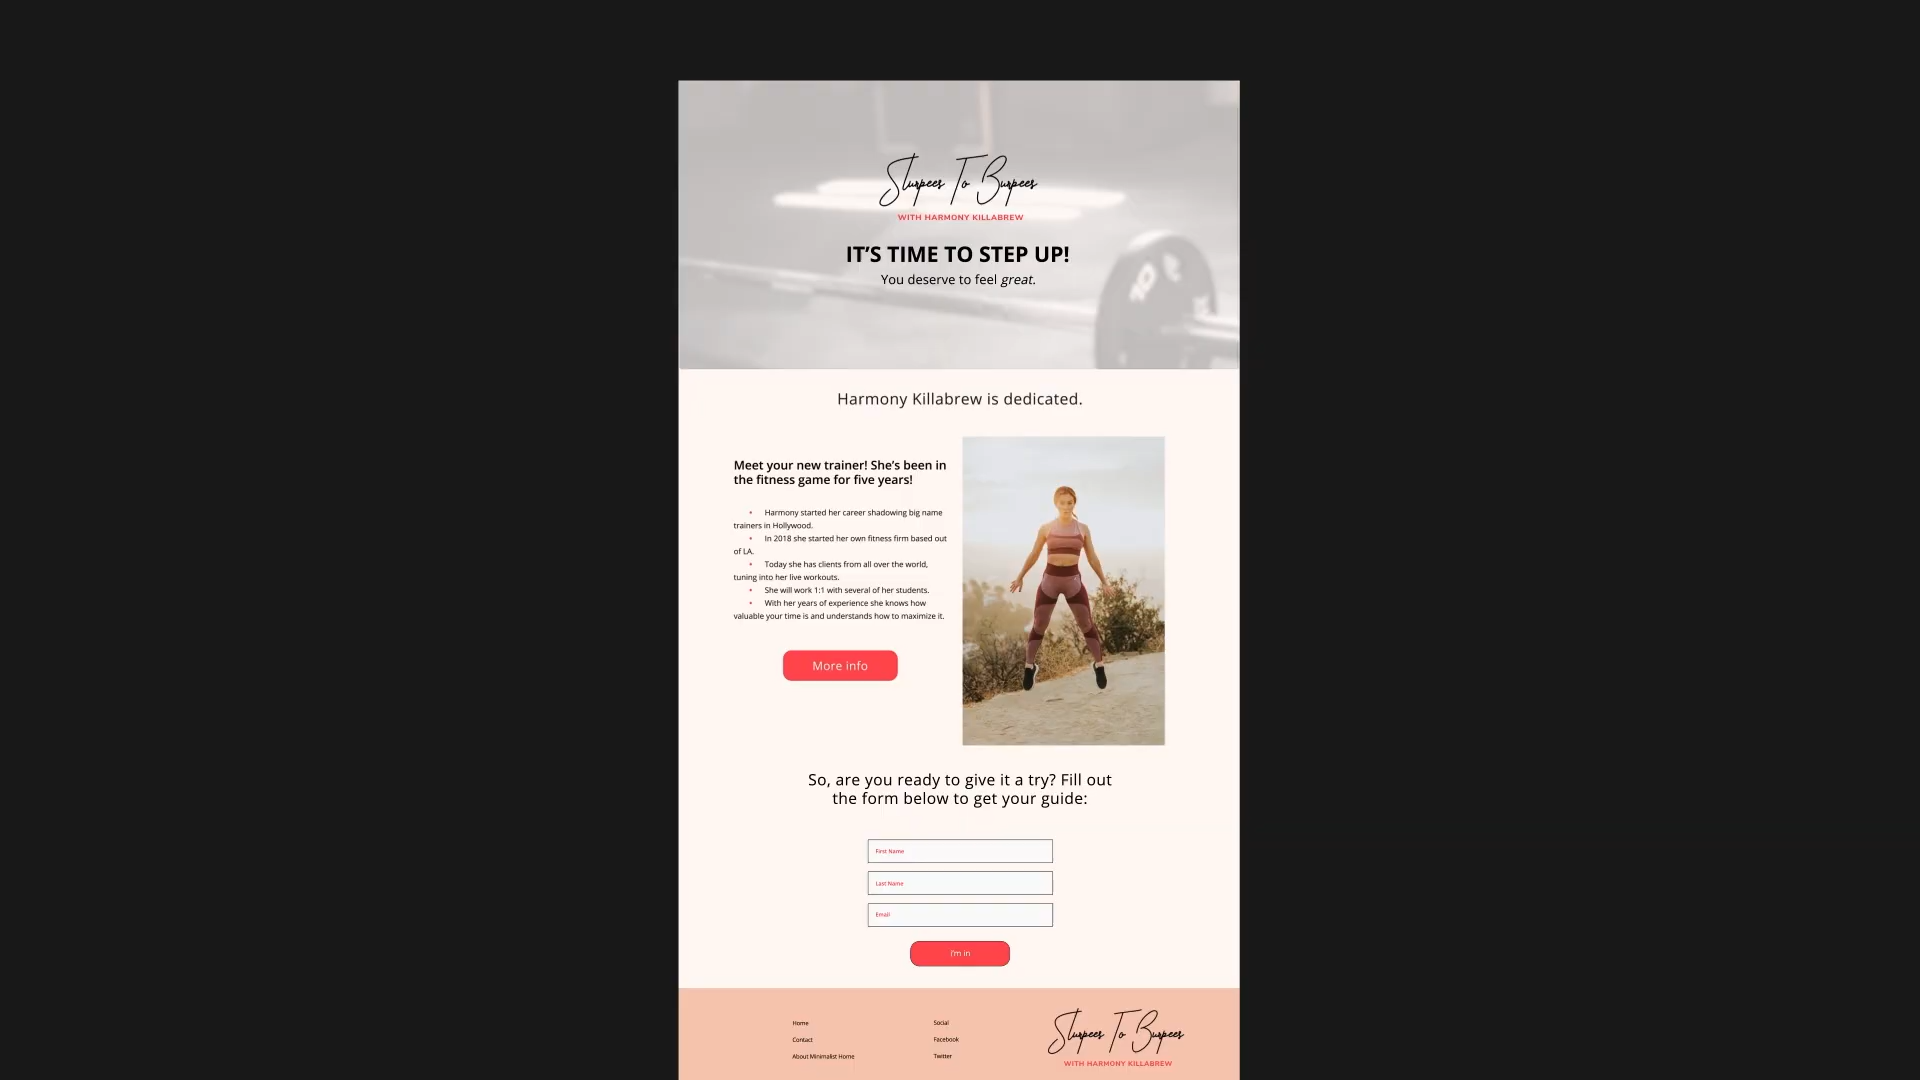 Slurpees To Burpees
WITH HARMONY KILLABREW
IT'S TIME TO STEP UP!
You deserve to feel great.
Harmony Killabrew is dedicated.
Meet your new trainer! She's been in
the fitness game for five years!
• Harmony started her career shadowing big name
trainers in Hollywood.
• In 2018 she started her own fitness firm based out
of LA.
• Today she has clients from all over the world,
tuning into her live workouts.
• She will work 1:1 with several of her students.
• With her years of experience she knows how
valuable your time is and understands how to maximize it.
More info
So, are you ready to give it a try? Fill out
the form below to get your guide:
First Name
Last Name
Email
I'm in
Home
Contact
About Minimalist Home
Social
Facebook
Twitter
Slurpees To Burpees
WITH HARMONY KILLABREW